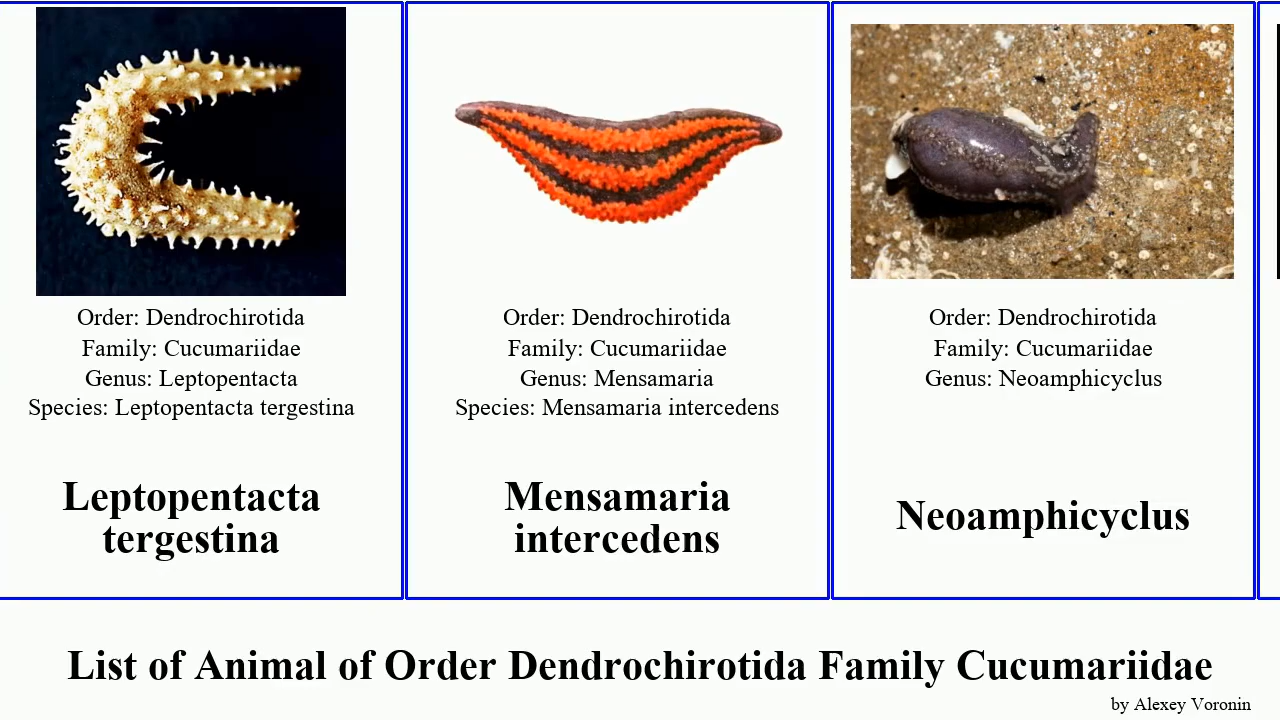 Order: Dendrochirotida
Family: Cucumariidae
Genus: Leptopentacta
Species: Leptopentacta tergestina
Leptopentacta
tergestina
Order: Dendrochirotida
Family: Cucumariidae
Genus: Mensamaria
Species: Mensamaria intercedens
Mensamaria
intercedens
Order: Dendrochirotida
Family: Cucumariidae
Genus: Neoamphicyclus
Neoamphicyclus
List of Animal of Order Dendrochirotida Family Cucumariidae
by Alexey Voronin